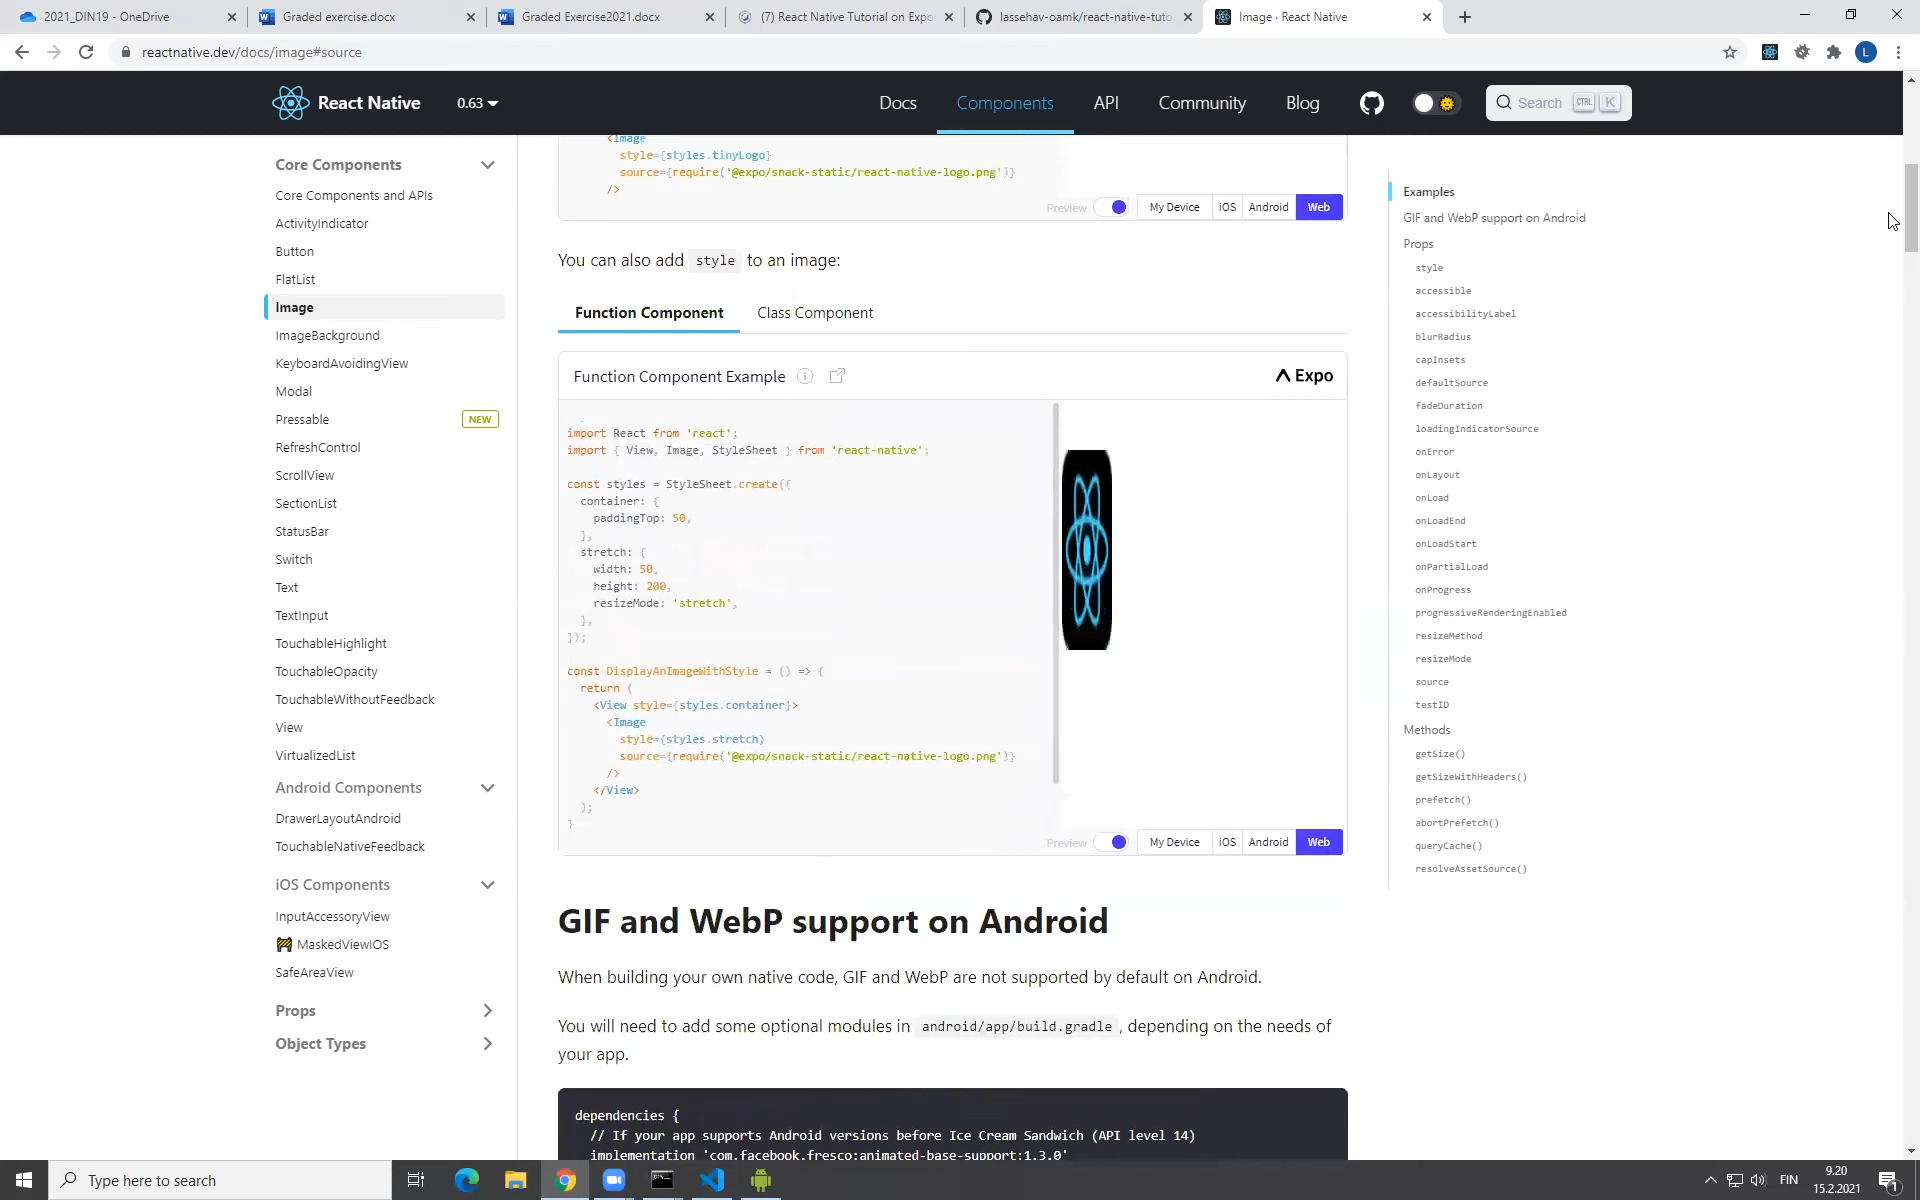 2021_DIN19 - OneDrive
Graded exercise.docx
Graded Exercise2021.docx
(7) React Native Tutorial on Expo
lassehav-oamk/react-native-tuto
Image · React Native
reactnative.dev/docs/image#source
L
React Native
0.63
Docs
Components
API
Community
Blog
Search
CTRL
K
Core Components
Core Components and APIs
ActivityIndicator
Button
FlatList
Image
ImageBackground
KeyboardAvoidingView
Modal
Pressable
NEW
RefreshControl
ScrollView
SectionList
StatusBar
Switch
Text
TextInput
TouchableHighlight
TouchableOpacity
TouchableWithoutFeedback
View
VirtualizedList
Android Components
DrawerLayoutAndroid
TouchableNativeFeedback
iOS Components
InputAccessoryView
🚧 MaskedViewIOS
SafeAreaView
Props
Object Types
<Image
style={styles.tinyLogo}
source={require('@expo/snack-static/react-native-logo.png')}
/>
Preview
My Device
iOS
Android
Web
You can also add style to an image:
Function Component
Class Component
Function Component Example
Expo
import React from 'react';
import { View, Image, StyleSheet } from 'react-native';
const styles = StyleSheet.create({
container: {
paddingTop: 50,
},
stretch: {
width: 50,
height: 200,
resizeMode: 'stretch',
},
});
const DisplayAnImageWithStyle = () => {
return (
<View style={styles.container}>
<Image
style={styles.stretch}
source={require('@expo/snack-static/react-native-logo.png')}
/>
</View>
);
}
Preview
My Device
iOS
Android
Web
GIF and WebP support on Android
When building your own native code, GIF and WebP are not supported by default on Android.
You will need to add some optional modules in android/app/build.gradle , depending on the needs of
your app.
dependencies {
// If your app supports Android versions before Ice Cream Sandwich (API level 14)
implementation 'com.facebook.fresco:animated-base-support:1.3.0'
Examples
GIF and WebP support on Android
Props
style
accessible
accessibilityLabel
blurRadius
capInsets
defaultSource
fadeDuration
loadingIndicatorSource
onError
onLayout
onLoad
onLoadEnd
onLoadStart
onPartialLoad
onProgress
progressiveRenderingEnabled
resizeMethod
resizeMode
source
testID
Methods
getSize()
getSizeWithHeaders()
prefetch()
abortPrefetch()
queryCache()
resolveAssetSource()
Type here to search
FIN
9.20
15.2.2021
1